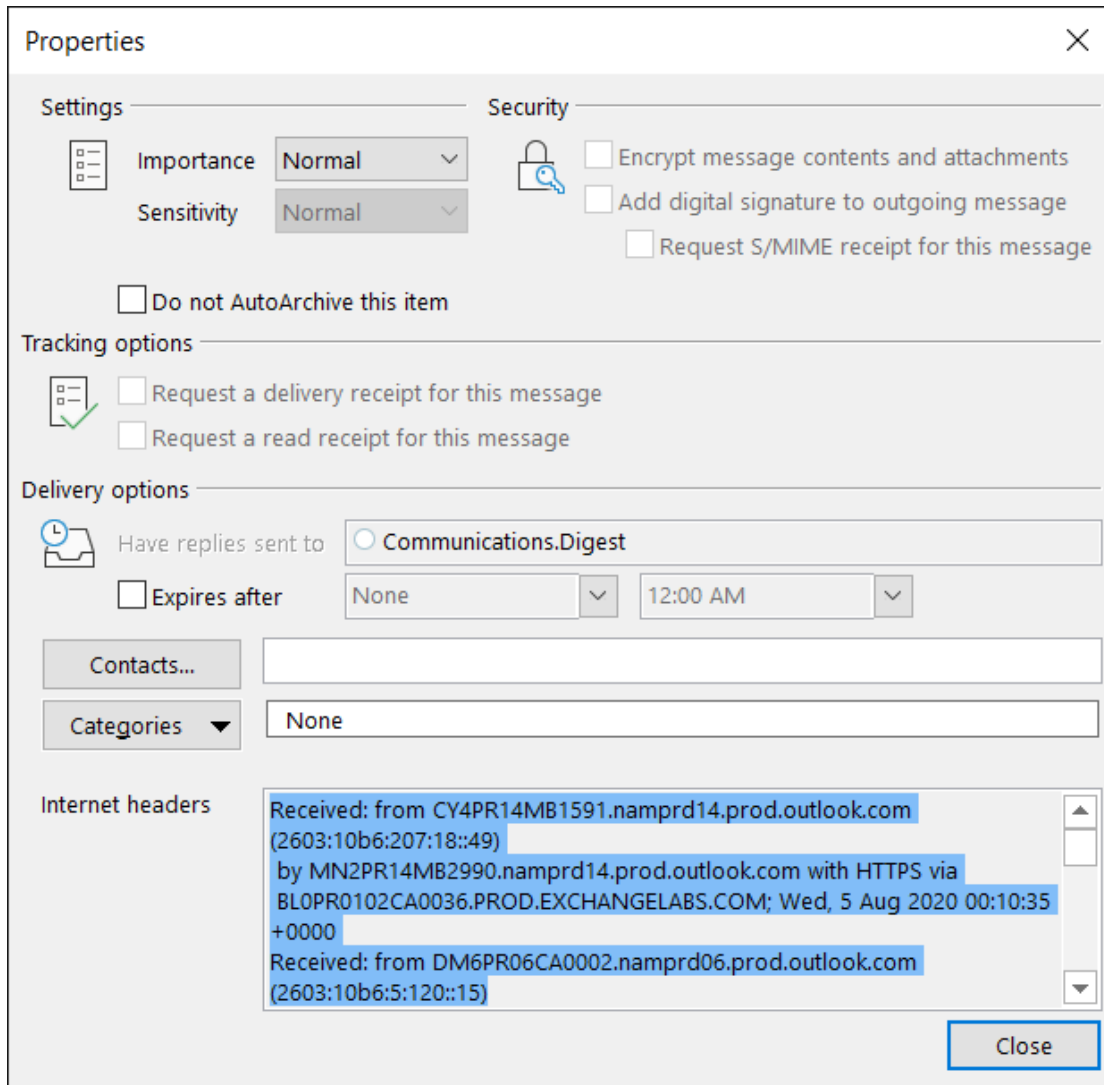 Properties
Settings
Importance Normal
Sensitivity Normal
Do not AutoArchive this item
Security
Encrypt message contents and attachments
Add digital signature to outgoing message
Request S/MIME receipt for this message
Tracking options
Request a delivery receipt for this message
Request a read receipt for this message
Delivery options
Have replies sent to Communications.Digest
Expires after None 12:00 AM
Contacts...
Categories None
Internet headers
Received: from CY4PR14MB1591.namprd14.prod.outlook.com
(2603:10b6:207:18::49)
by MN2PR14MB2990.namprd14.prod.outlook.com with HTTPS via
BL0PR0102CA0036.PROD.EXCHANGELABS.COM; Wed, 5 Aug 2020 00:10:35
+0000
Received: from DM6PR06CA0002.namprd06.prod.outlook.com
(2603:10b6:5:120::15)
Close